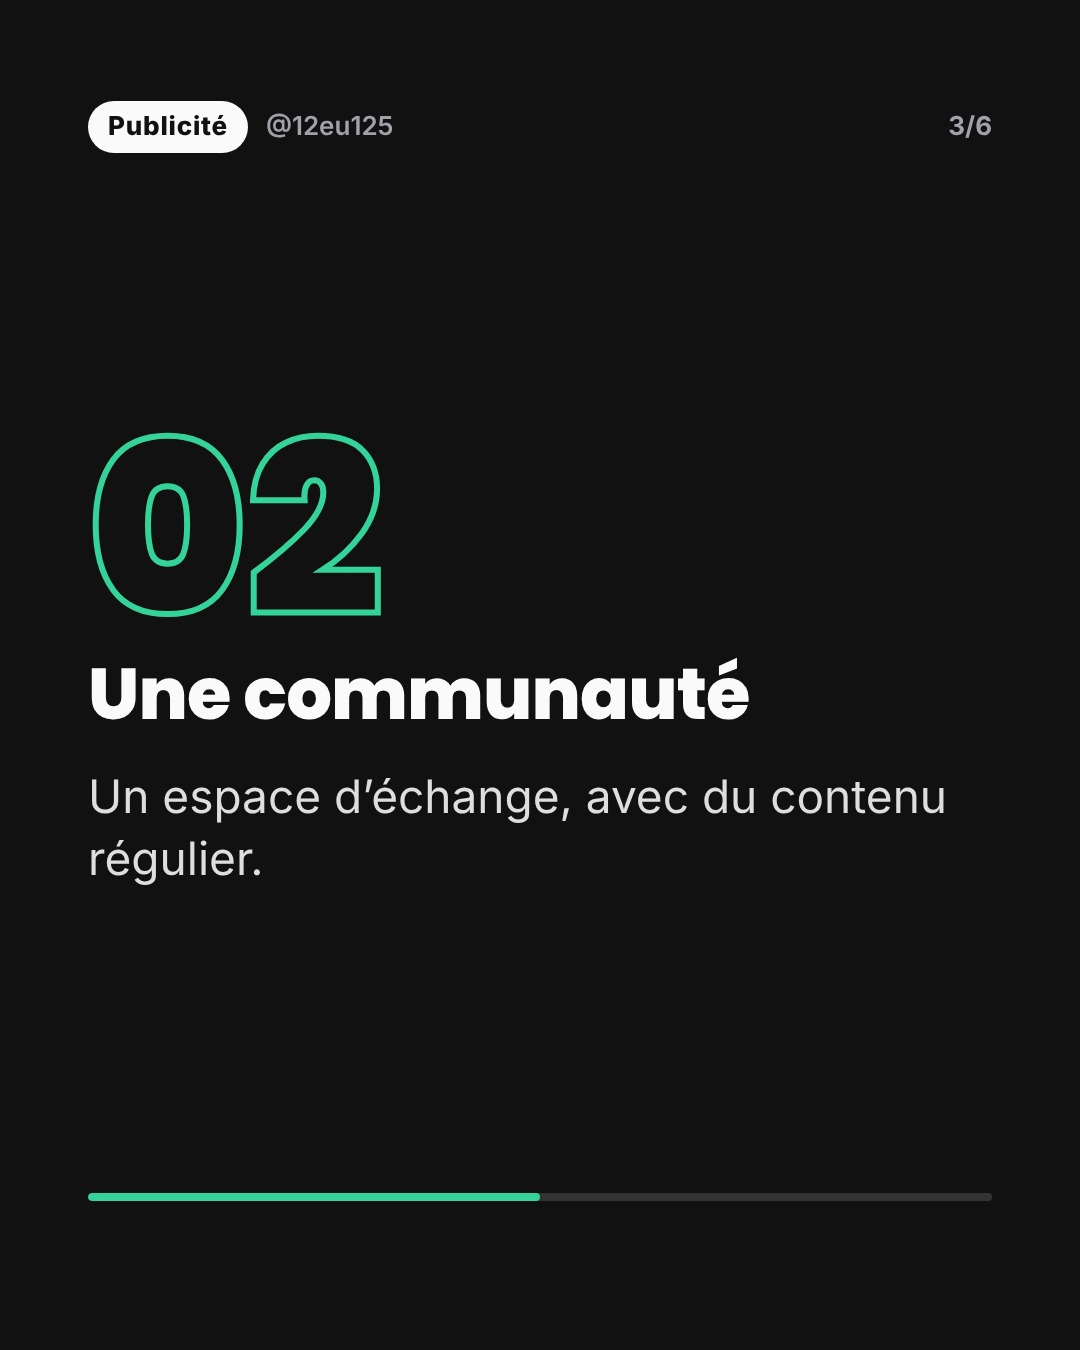 Publicité @12eu125 3/6
02
Une communauté
Un espace d’échange, avec du contenu
régulier.